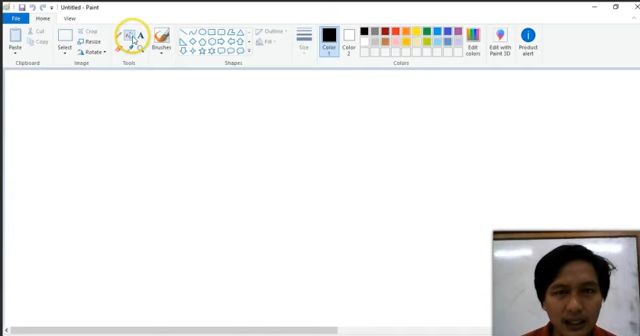 Untitled - Paint
File Home View
Paste Cut Copy Clipboard
Select Crop Resize Rotate Image
A Tools
Brushes
Shapes Outline Fill
Size
Color 1 Color 2 Edit colors Colors
Edit with Paint 3D
Product alert